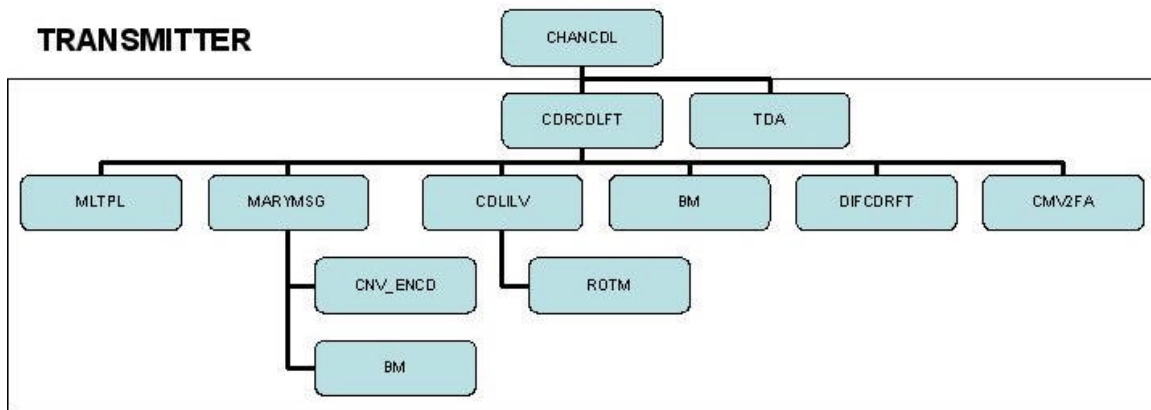 TRANSMITTER
CHANCDL
CDRCDLFT
TDA
MLTPL
MARYMSG
CDLILV
BM
DIFCDRFT
CMV2FA
CNV_ENCD
ROTM
BM